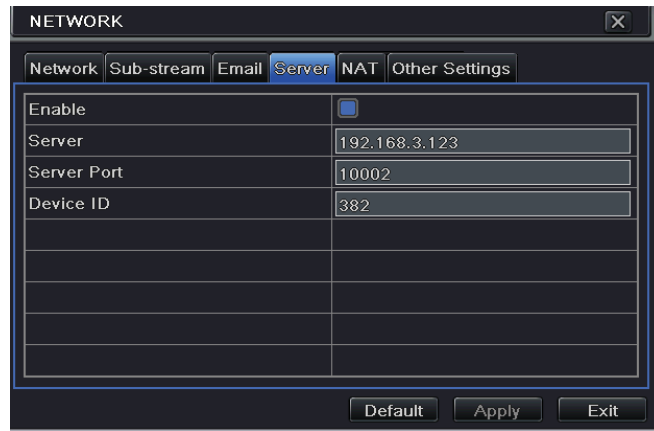 NETWORK
Network Sub-stream Email Server NAT Other Settings
Enable
Server 192.168.3.123
Server Port 10002
Device ID 382
Default Apply Exit